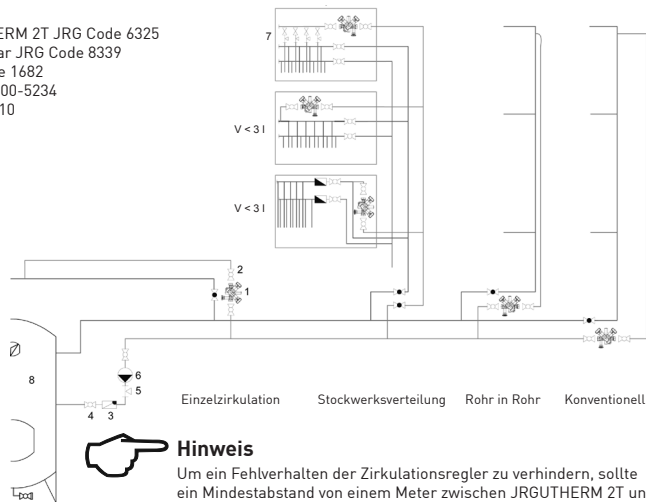 ERM 2T JRG Code 6325
ar JRG Code 8339
e 1682
00-5234
10
7
V < 3 l
V < 3 l
2
1
6
5
8
4 3
Einzelzirkulation Stockwerksverteilung Rohr in Rohr Konventionell
Hinweis
Um ein Fehlverhalten der Zirkulationsregler zu verhindern, sollte
ein Mindestabstand von einem Meter zwischen JRGUTHERM 2T un